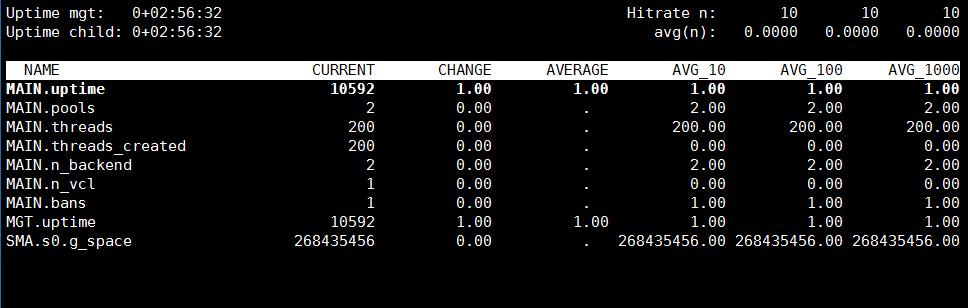 Uptime mgt:   0+02:56:32                                             Hitrate n:       10       10       10
Uptime child: 0+02:56:32                                                avg(n):   0.0000   0.0000   0.0000
  NAME                            CURRENT       CHANGE      AVERAGE       AVG_10      AVG_100     AVG_1000
MAIN.uptime                         10592         1.00         1.00         1.00         1.00         1.00
MAIN.pools                              2         0.00          .           2.00         2.00         2.00
MAIN.threads                          200         0.00          .         200.00       200.00       200.00
MAIN.threads_created                  200         0.00          .           0.00         0.00         0.00
MAIN.n_backend                          2         0.00          .           2.00         2.00         2.00
MAIN.n_vcl                              1         0.00          .           0.00         0.00         0.00
MAIN.bans                               1         0.00          .           1.00         1.00         1.00
MGT.uptime                          10592         1.00         1.00         1.00         1.00         1.00
SMA.s0.g_space                  268435456         0.00          .   268435456.00 268435456.00 268435456.00